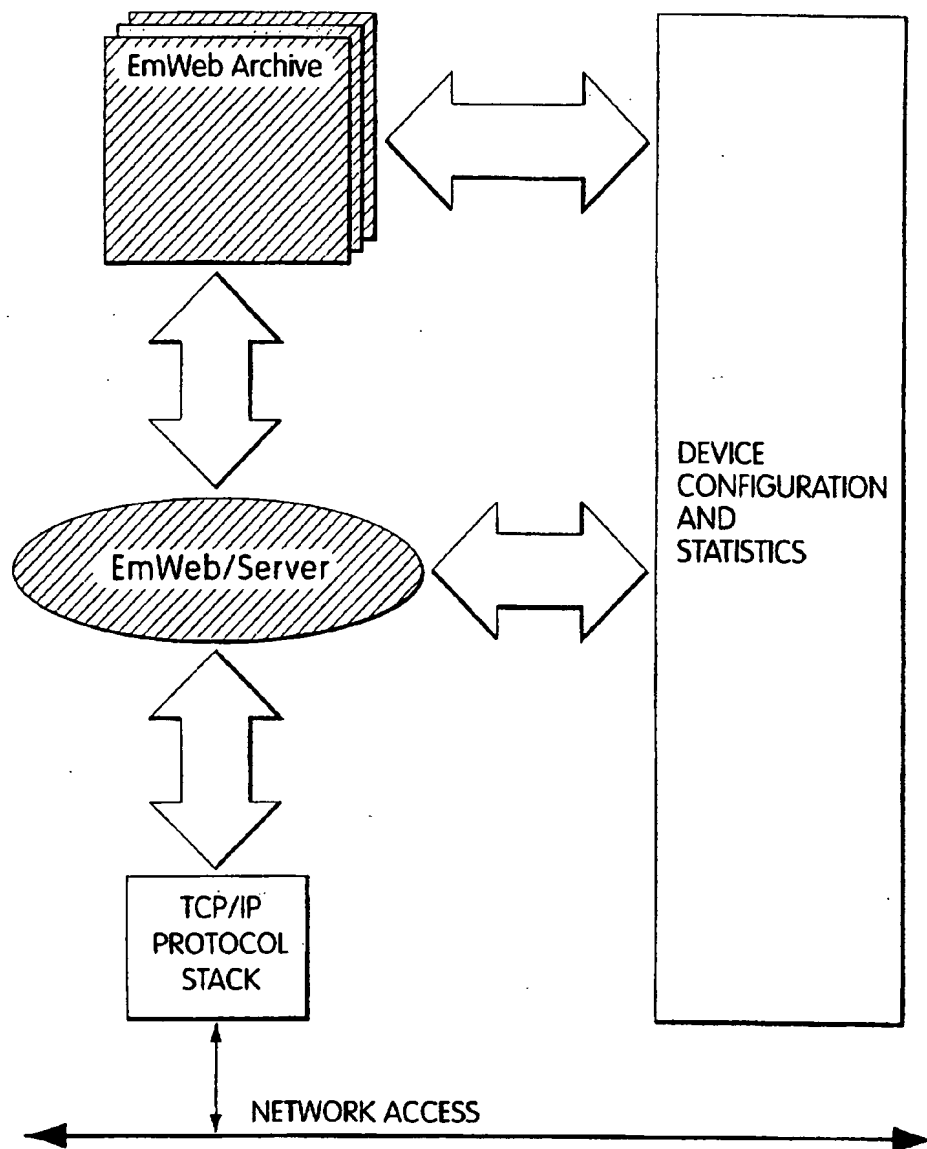 EmWeb Archive
DEVICE
CONFIGURATION
AND
STATISTICS
EmWeb/Server
TCP/IP
PROTOCOL
STACK
NETWORK ACCESS